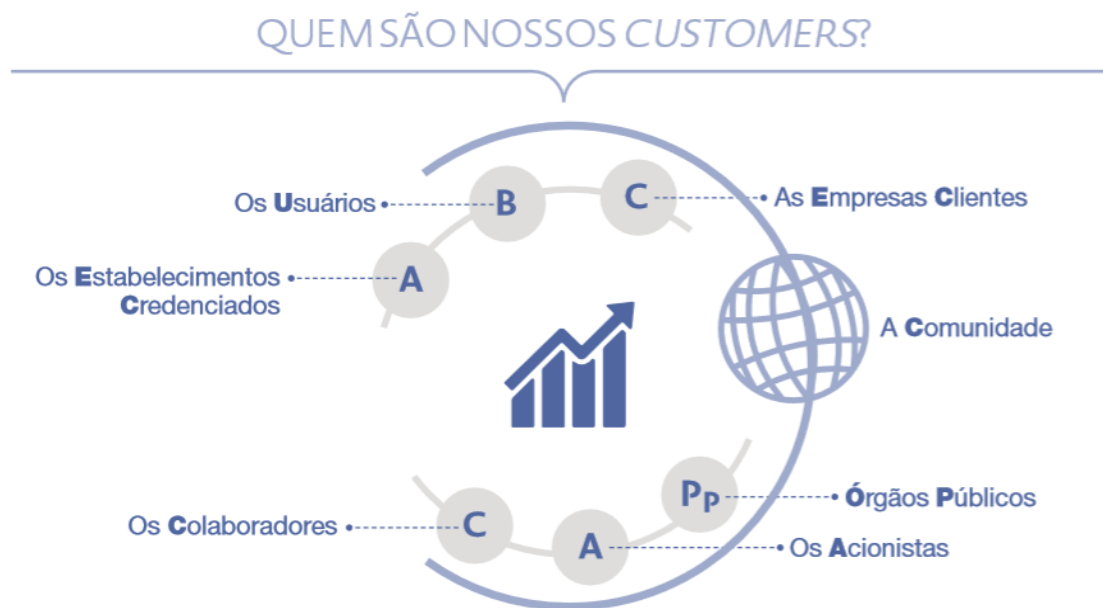 QUEM SÃO NOSSOS CUSTOMERS?
Os Usuários
B
C
As Empresas Clientes
Os Estabelecimentos
Credenciados
A
A Comunidade
Os Colaboradores
C
A
PP
Órgãos Públicos
Os Acionistas